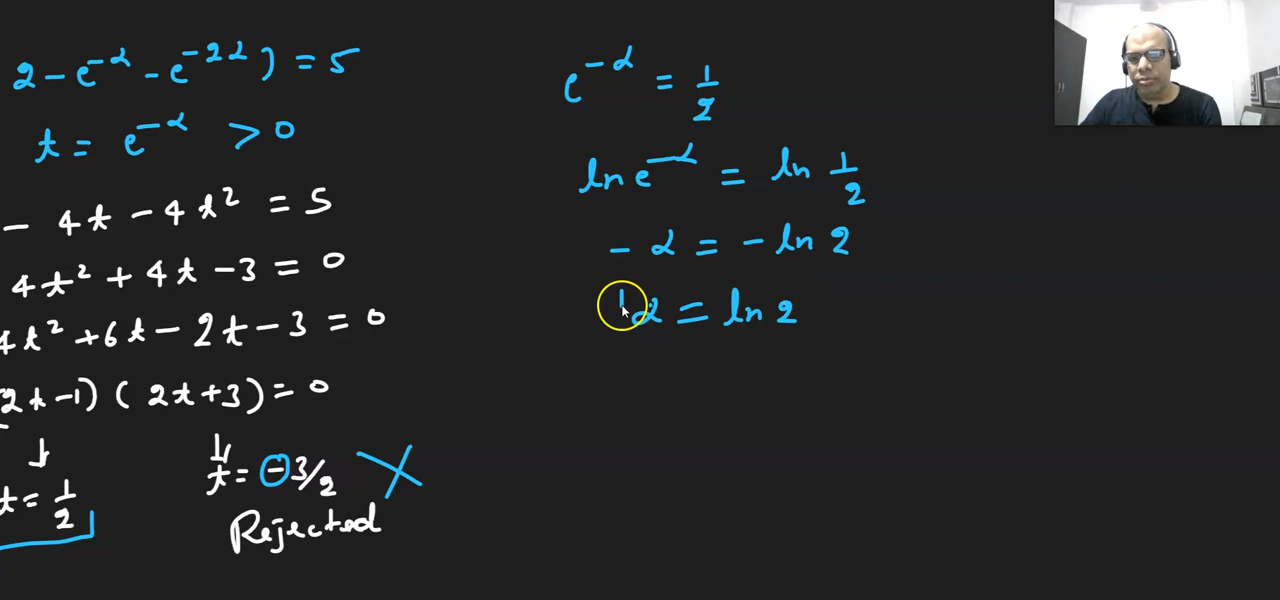 2 - e^{-α} - e^{-2α}) = 5
t = e^{-α} > 0
- 4t - 4t² = 5
4t² + 4t - 3 = 0
4t² + 6t - 2t - 3 = 0
2t - 1) ( 2t + 3) = 0
↓ ↓
t = 1/2 t = - 3/2 ×
Rejected
e^{-α} = 1/2
ln e^{-α} = ln 1/2
- α = - ln 2
α = ln 2